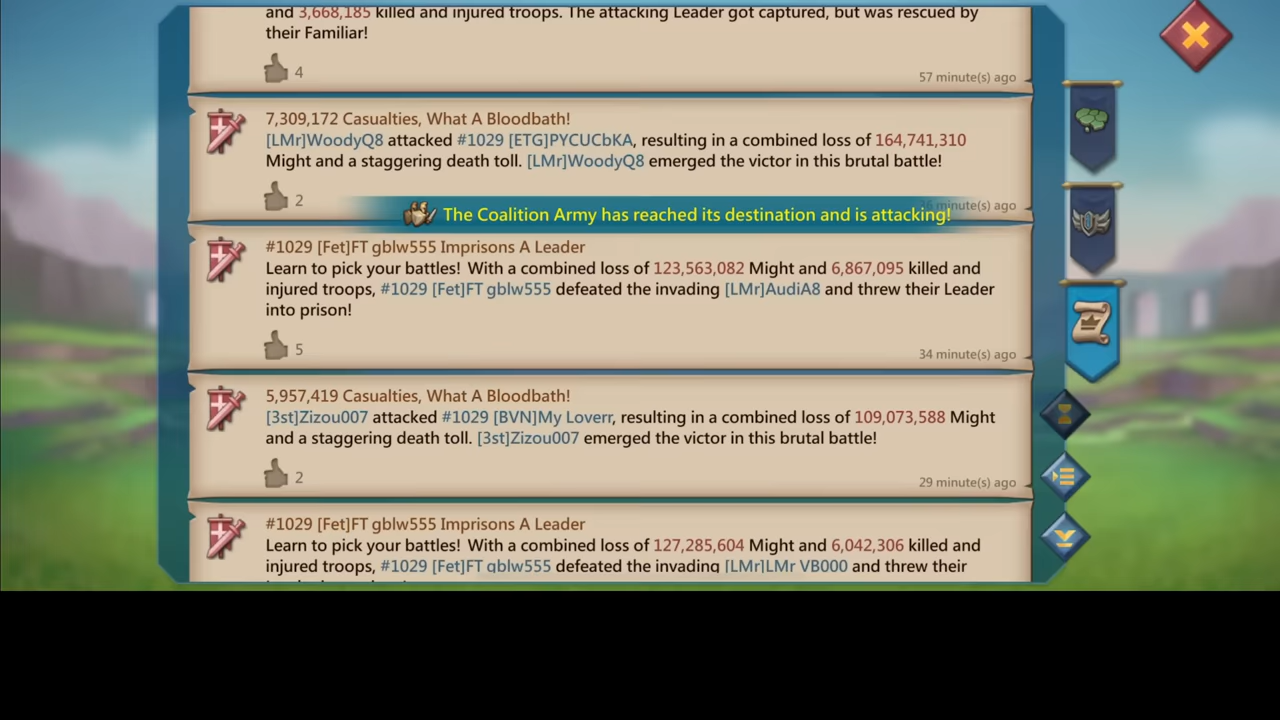 and 3,668,185 killed and injured troops. The attacking Leader got captured, but was rescued by
their Familiar!
4
57 minute(s) ago
7,309,172 Casualties, What A Bloodbath!
[LMr]WoodyQ8 attacked #1029 [ETG]PYCUCbKA, resulting in a combined loss of 164,741,310
Might and a staggering death toll. [LMr]WoodyQ8 emerged the victor in this brutal battle!
2
36 minute(s) ago
The Coalition Army has reached its destination and is attacking!
#1029 [Fet]FT gblw555 Imprisons A Leader
Learn to pick your battles! With a combined loss of 123,563,082 Might and 6,867,095 killed and
injured troops, #1029 [Fet]FT gblw555 defeated the invading [LMr]AudiA8 and threw their Leader
into prison!
5
34 minute(s) ago
5,957,419 Casualties, What A Bloodbath!
[3st]Zizou007 attacked #1029 [BVN]My Loverr, resulting in a combined loss of 109,073,588 Might
and a staggering death toll. [3st]Zizou007 emerged the victor in this brutal battle!
2
29 minute(s) ago
#1029 [Fet]FT gblw555 Imprisons A Leader
Learn to pick your battles! With a combined loss of 127,285,604 Might and 6,042,306 killed and
injured troops, #1029 [Fet]FT gblw555 defeated the invading [LMr]LMr VB000 and threw their